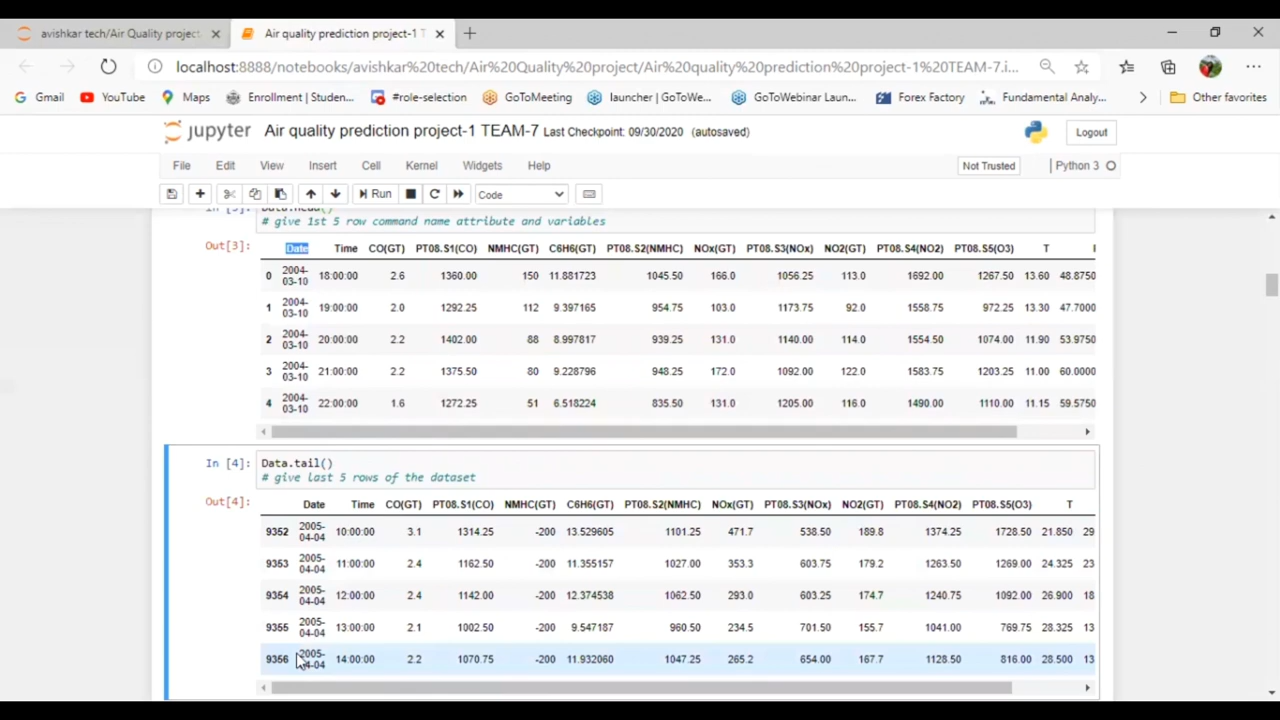 avishkar tech/Air Quality project
Air quality prediction project-1 T
localhost:8888/notebooks/avishkar%20tech/Air%20Quality%20project/Air%20quality%20prediction%20project-1%20TEAM-7.i...
Gmail YouTube Maps Enrollment | Studen... #role-selection GoToMeeting launcher | GoToWe... GoToWebinar Laun... Forex Factory Fundamental Analy... Other favorites
jupyter Air quality prediction project-1 TEAM-7 Last Checkpoint: 09/30/2020 (autosaved) Logout
File Edit View Insert Cell Kernel Widgets Help Not Trusted Python 3
Run Code
In [3]: Data.head()
# give 1st 5 row command name attribute and variables
Out[3]: Date Time CO(GT) PT08.S1(CO) NMHC(GT) C6H6(GT) PT08.S2(NMHC) NOx(GT) PT08.S3(NOx) NO2(GT) PT08.S4(NO2) PT08.S5(O3) T
0 2004-03-10 18:00:00 2.6 1360.00 150 11.881723 1045.50 166.0 1056.25 113.0 1692.00 1267.50 13.60 48.8750
1 2004-03-10 19:00:00 2.0 1292.25 112 9.397165 954.75 103.0 1173.75 92.0 1558.75 972.25 13.30 47.7000
2 2004-03-10 20:00:00 2.2 1402.00 88 8.997817 939.25 131.0 1140.00 114.0 1554.50 1074.00 11.90 53.9750
3 2004-03-10 21:00:00 2.2 1375.50 80 9.228796 948.25 172.0 1092.00 122.0 1583.75 1203.25 11.00 60.0000
4 2004-03-10 22:00:00 1.6 1272.25 51 6.518224 835.50 131.0 1205.00 116.0 1490.00 1110.00 11.15 59.5750
In [4]: Data.tail()
# give last 5 rows of the dataset
Out[4]: Date Time CO(GT) PT08.S1(CO) NMHC(GT) C6H6(GT) PT08.S2(NMHC) NOx(GT) PT08.S3(NOx) NO2(GT) PT08.S4(NO2) PT08.S5(O3) T
9352 2005-04-04 10:00:00 3.1 1314.25 -200 13.529605 1101.25 471.7 538.50 189.8 1374.25 1728.50 21.850 29
9353 2005-04-04 11:00:00 2.4 1162.50 -200 11.355157 1027.00 353.3 603.75 179.2 1263.50 1269.00 24.325 23
9354 2005-04-04 12:00:00 2.4 1142.00 -200 12.374538 1062.50 293.0 603.25 174.7 1240.75 1092.00 26.900 18
9355 2005-04-04 13:00:00 2.1 1002.50 -200 9.547187 960.50 234.5 701.50 155.7 1041.00 769.75 28.325 13
9356 2005-04-04 14:00:00 2.2 1070.75 -200 11.932060 1047.25 265.2 654.00 167.7 1128.50 816.00 28.500 13